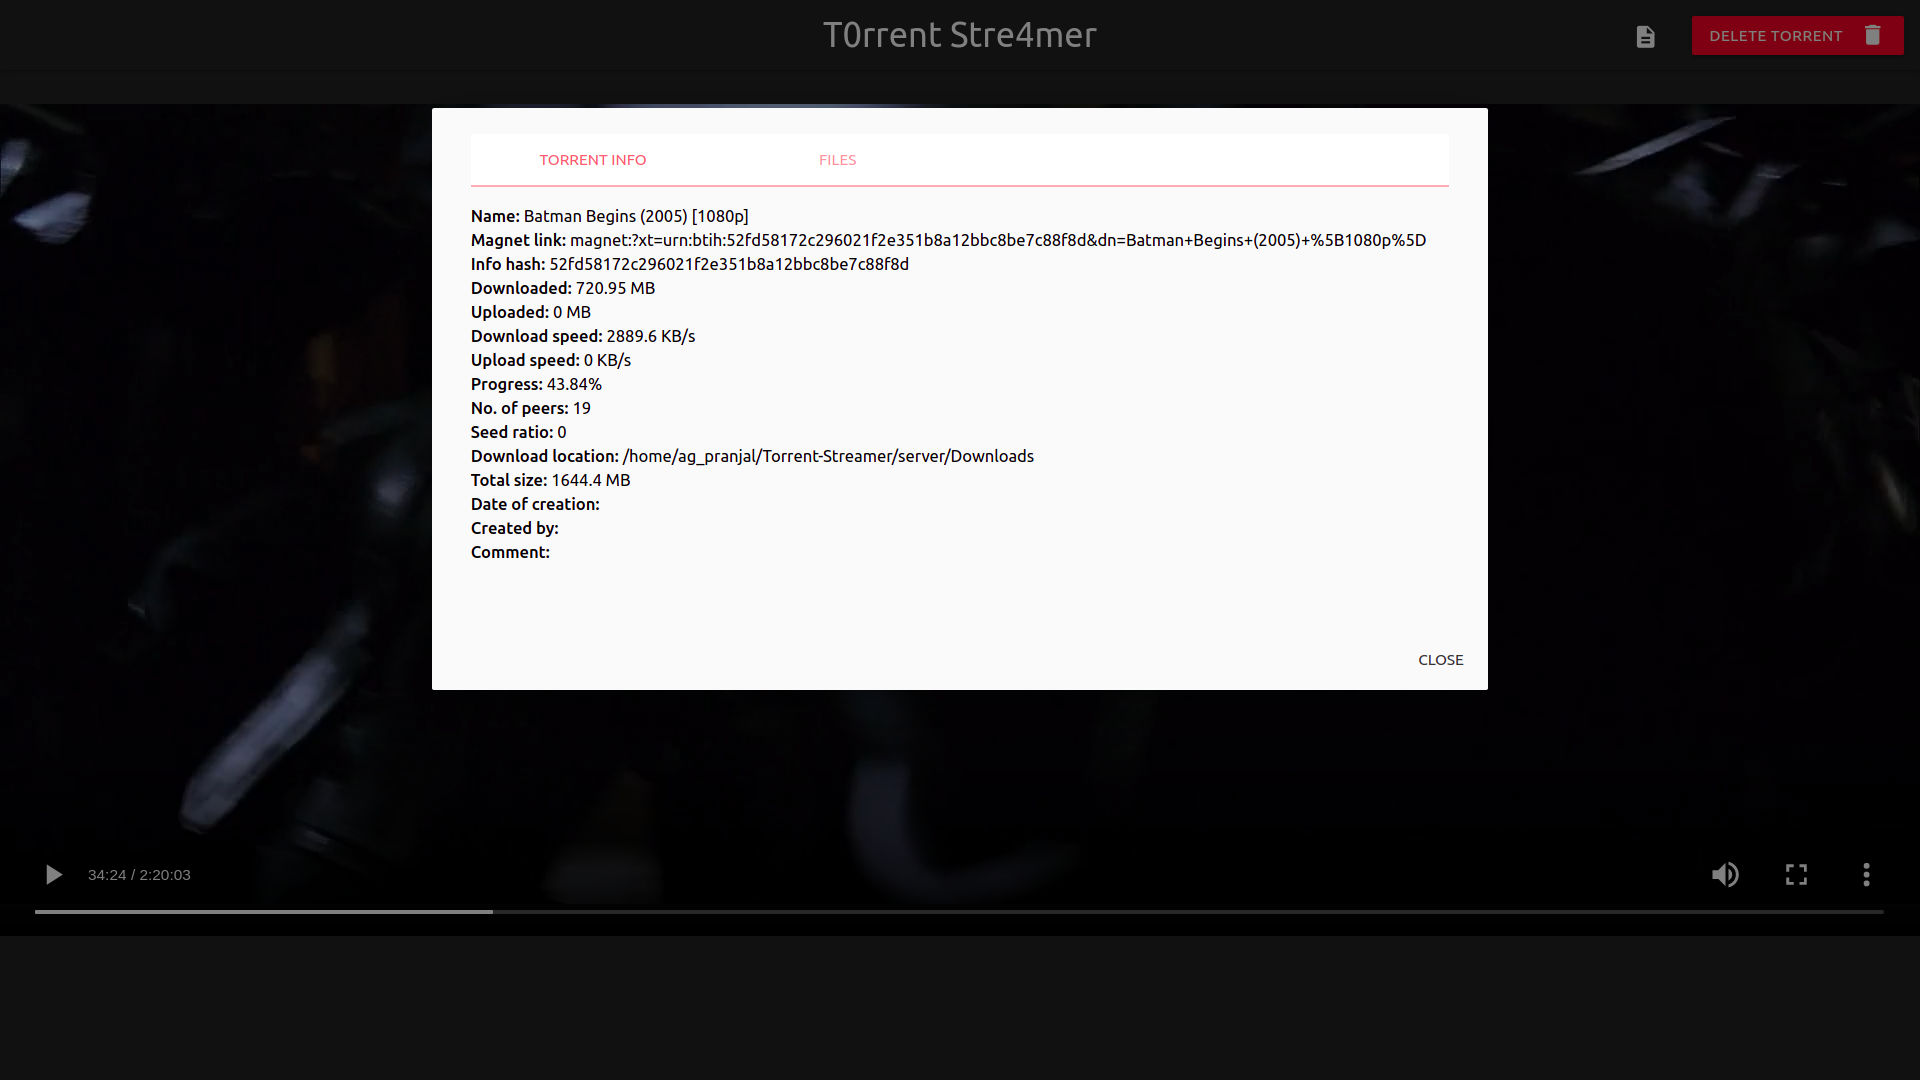 T0rrent Stre4mer
DELETE TORRENT
TORRENT INFO
FILES
Name: Batman Begins (2005) [1080p]
Magnet link: magnet:?xt=urn:btih:52fd58172c296021f2e351b8a12bbc8be7c88f8d&dn=Batman+Begins+(2005)+%5B1080p%5D
Info hash: 52fd58172c296021f2e351b8a12bbc8be7c88f8d
Downloaded: 720.95 MB
Uploaded: 0 MB
Download speed: 2889.6 KB/s
Upload speed: 0 KB/s
Progress: 43.84%
No. of peers: 19
Seed ratio: 0
Download location: /home/ag_pranjal/Torrent-Streamer/server/Downloads
Total size: 1644.4 MB
Date of creation:
Created by:
Comment:
CLOSE
34:24 / 2:20:03